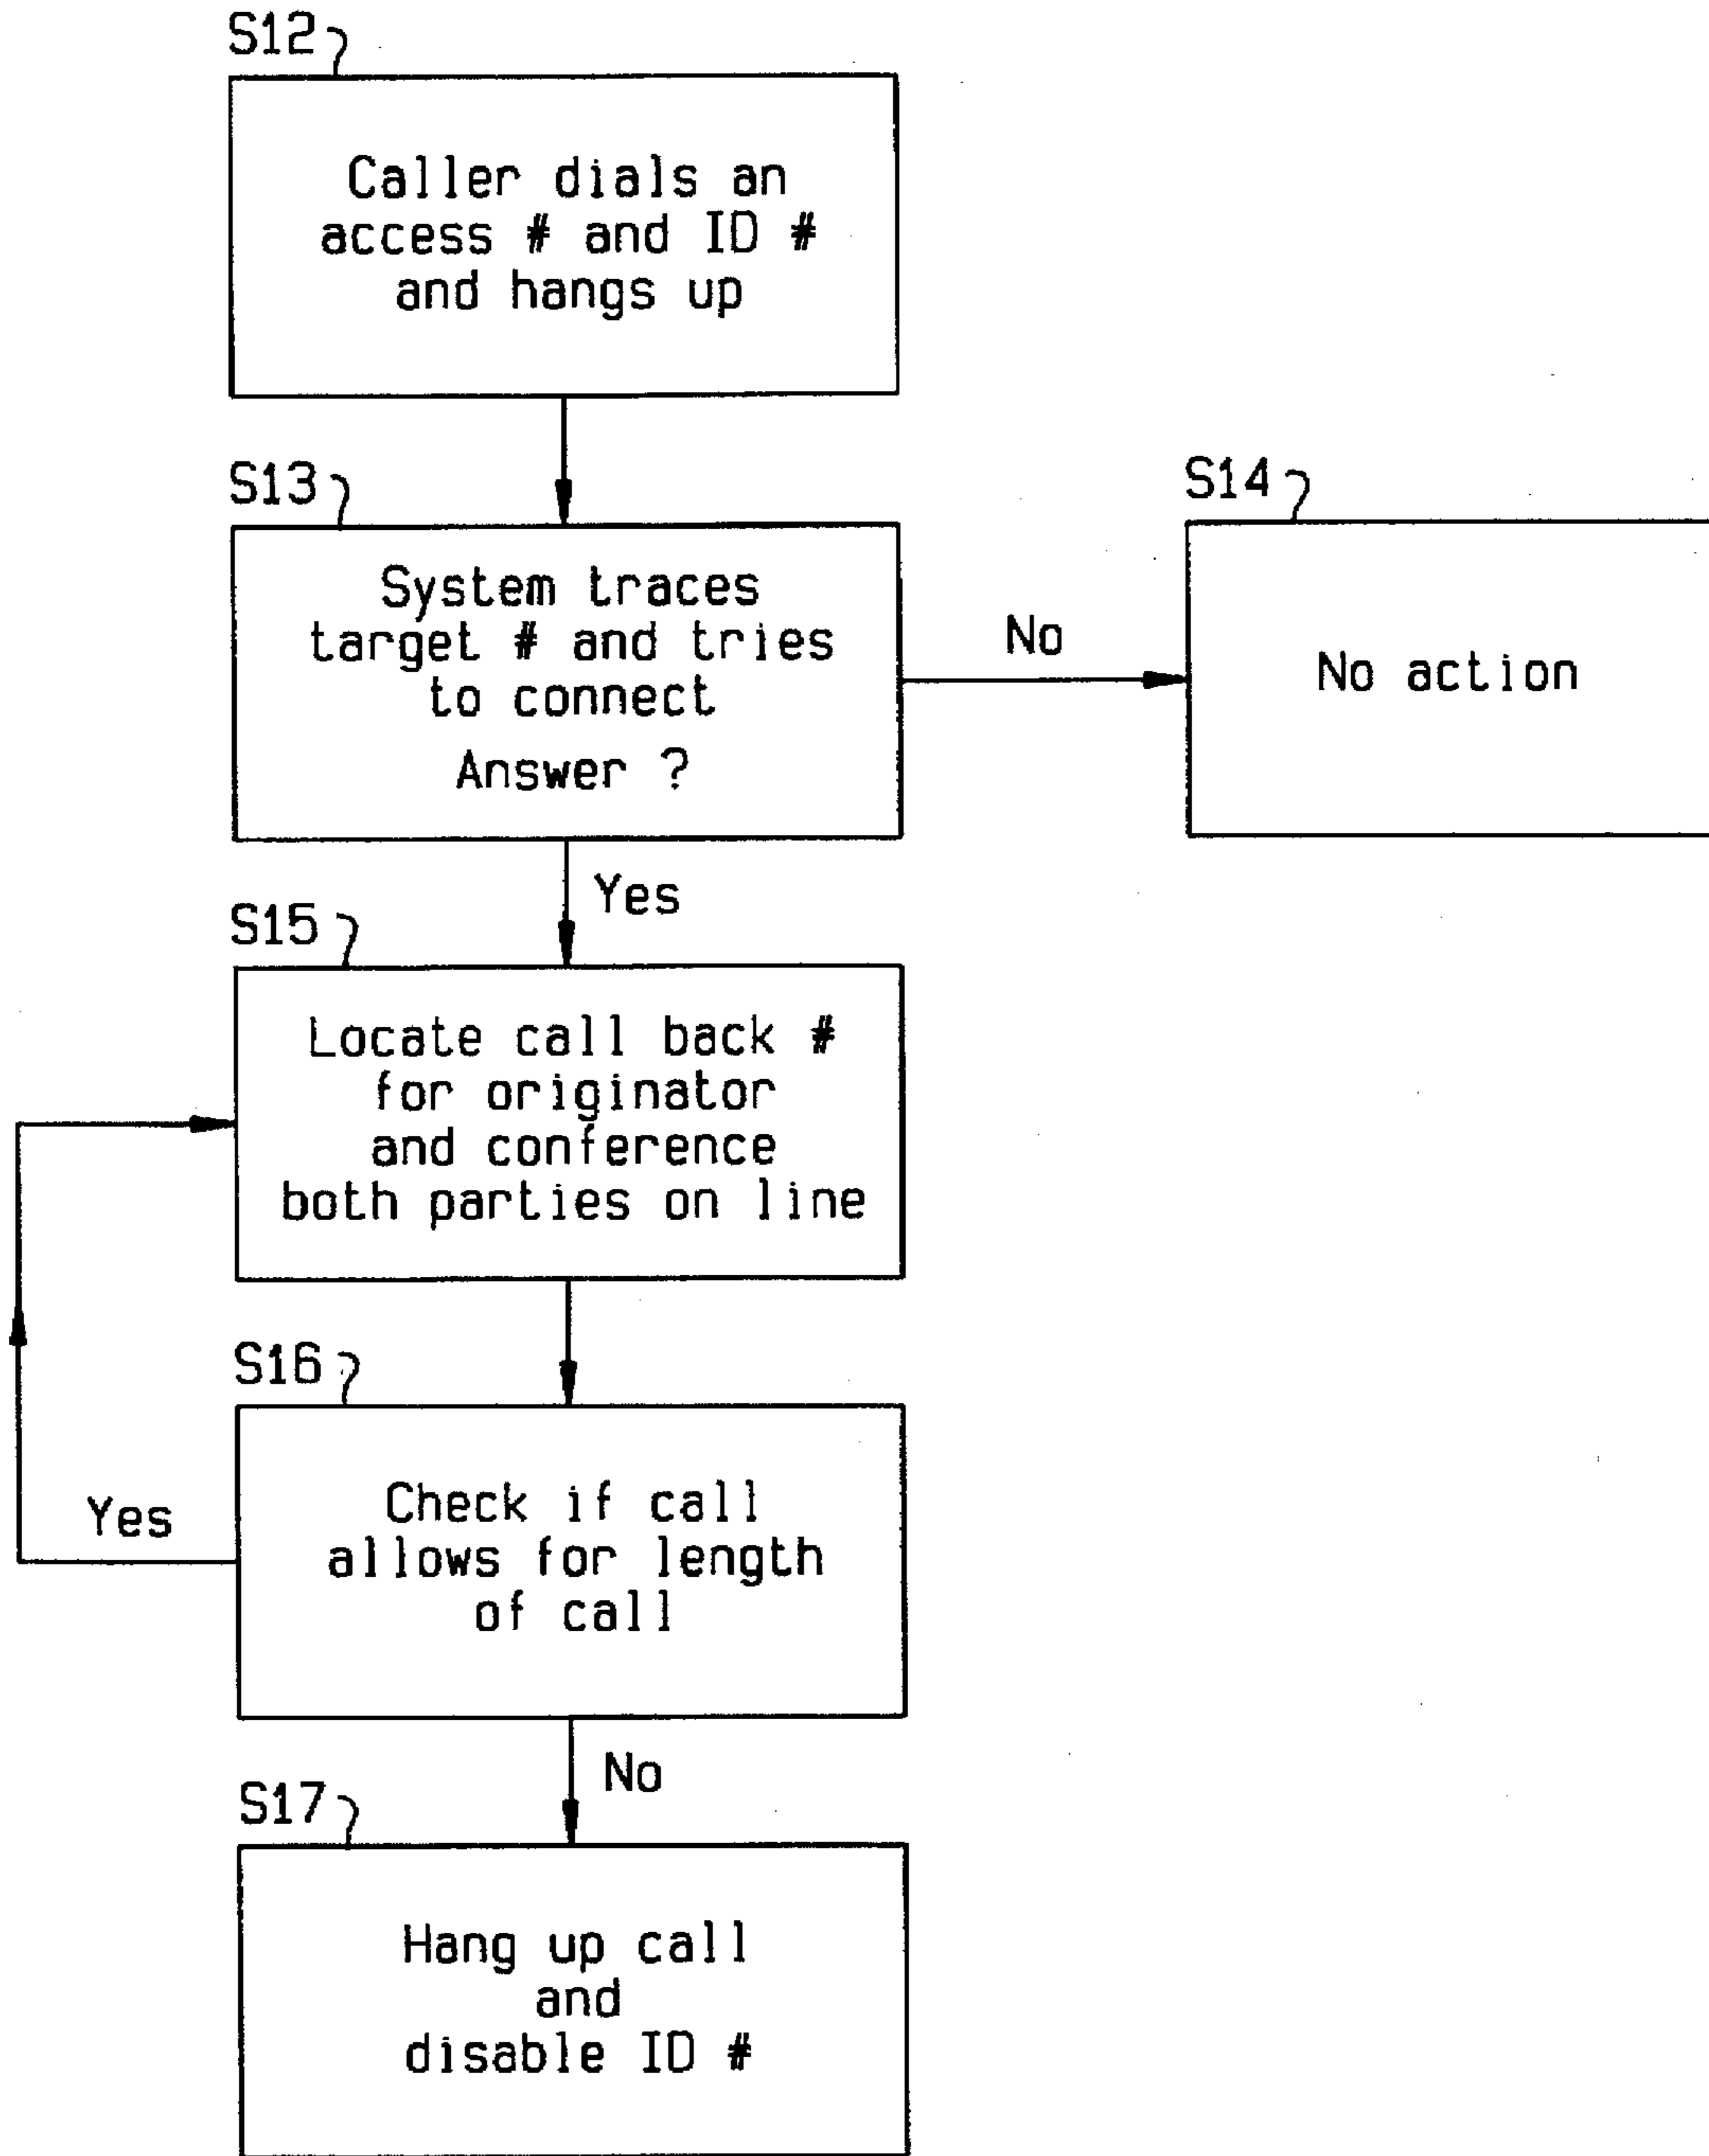 S12
Caller dials an
access # and ID #
and hangs up
S13
System traces
target # and tries
to connect
Answer ?
No
S14
No action
Yes
S15
Locate call back #
for originator
and conference
both parties on line
S16
Check if call
allows for length
of call
Yes
No
S17
Hang up call
and
disable ID #